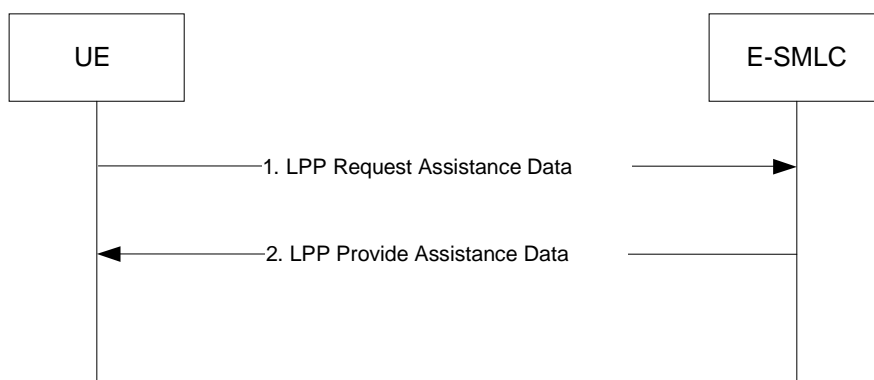 UE
E-SMLC
1. LPP Request Assistance Data
2. LPP Provide Assistance Data